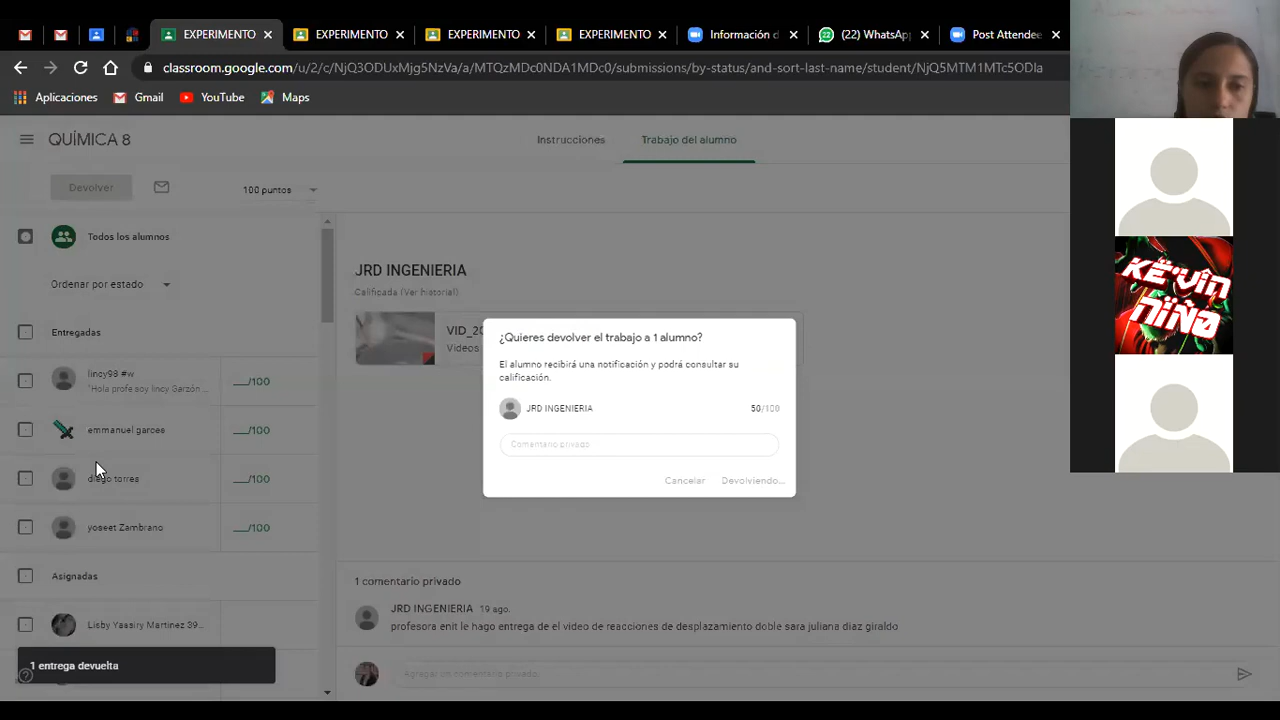 EXPERIMENTO
EXPERIMENTO
EXPERIMENTO
EXPERIMENTO
Información d
(22) WhatsApp
Post Attendee
classroom.google.com/u/2/c/NjQ3ODUxMjg5NzVa/a/MTQzMDc0NDA1MDc0/submissions/by-status/and-sort-last-name/student/NjQ5MTM1MTc5ODla
Aplicaciones
Gmail
YouTube
Maps
QUÍMICA 8
Instrucciones
Trabajo del alumno
Devolver
100 puntos
Todos los alumnos
Ordenar por estado
Entregadas
lincy98 #w
"Hola profe soy lincy Garzón ...
__/100
emmanuel garces
__/100
diego torres
__/100
yoseet Zambrano
__/100
Asignadas
Lisby Yassiry Martinez 39...
1 entrega devuelta
JRD INGENIERIA
Calificada (Ver historial)
VID_20
Videos
¿Quieres devolver el trabajo a 1 alumno?
El alumno recibirá una notificación y podrá consultar su
calificación.
JRD INGENIERIA
50/100
Comentario privado
Cancelar
Devolviendo...
1 comentario privado
JRD INGENIERIA 19 ago.
profesora enit le hago entrega de el video de reacciones de desplazamiento doble sara juliana diaz giraldo
Agregar un comentario privado
KËVÏN
NÏÑØ